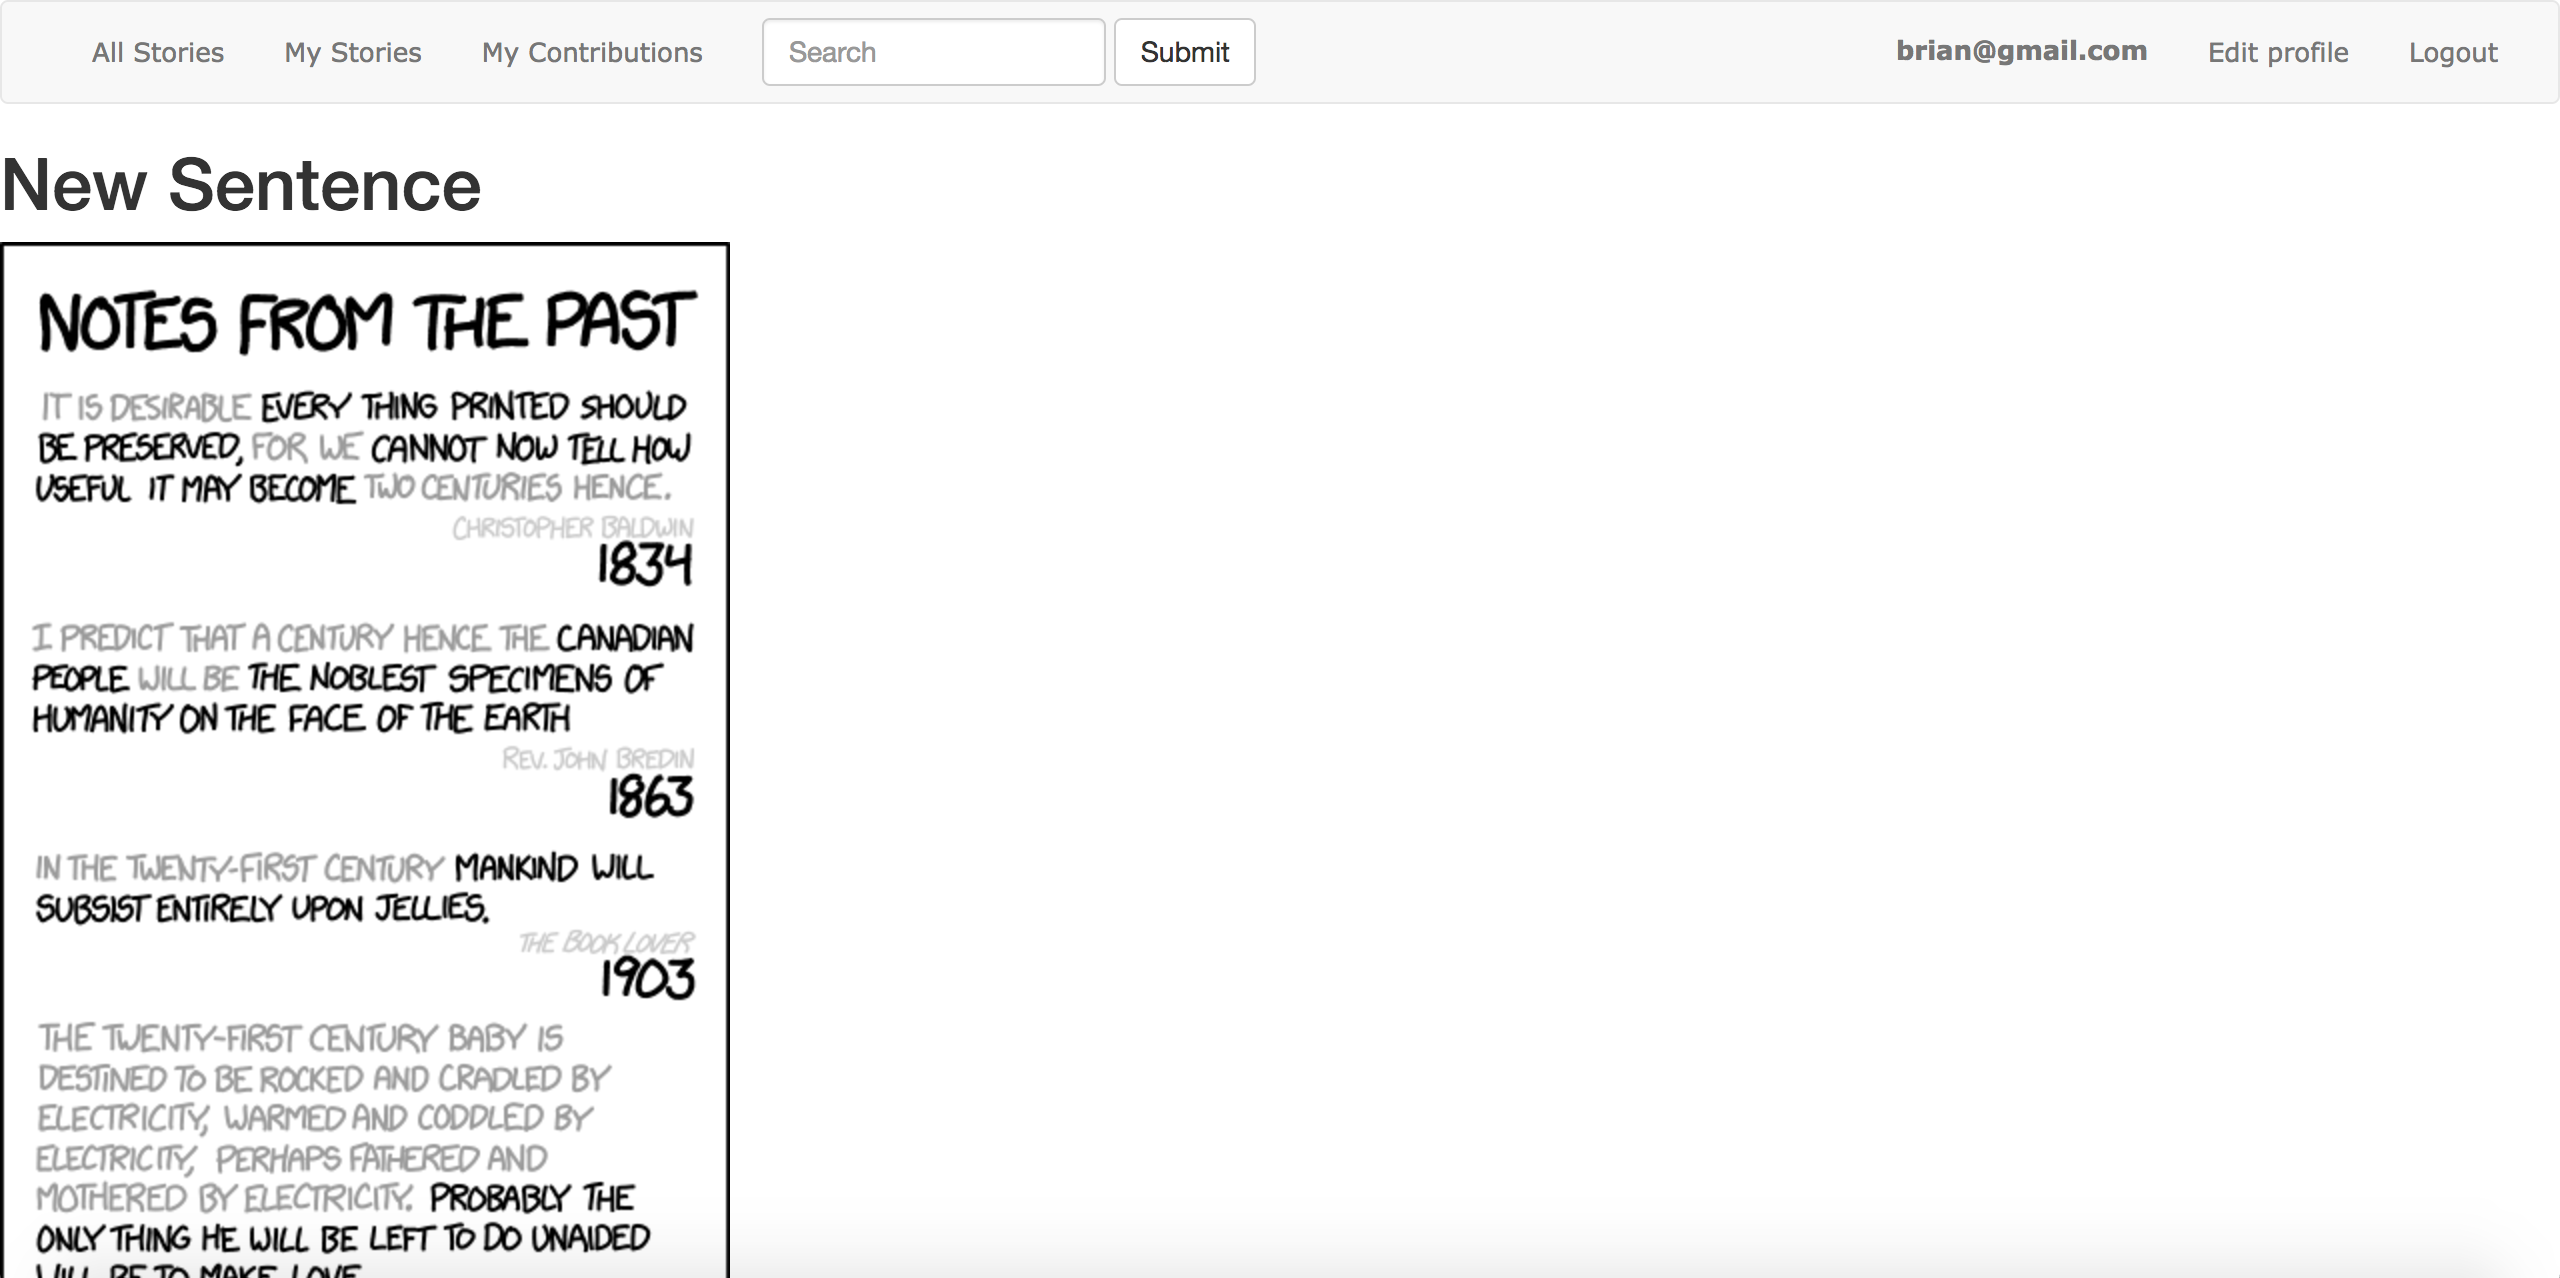 All Stories My Stories My Contributions Search Submit brian@gmail.com Edit profile Logout
New Sentence
NOTES FROM THE PAST
IT IS DESIRABLE EVERY THING PRINTED SHOULD
BE PRESERVED, FOR WE CANNOT NOW TELL HOW
USEFUL IT MAY BECOME TWO CENTURIES HENCE.
CHRISTOPHER BALDWIN
1834
I PREDICT THAT A CENTURY HENCE THE CANADIAN
PEOPLE WILL BE THE NOBLEST SPECIMENS OF
HUMANITY ON THE FACE OF THE EARTH
REV. JOHN BREDIN
1863
IN THE TWENTY-FIRST CENTURY MANKIND WILL
SUBSIST ENTIRELY UPON JELLIES.
THE BOOK LOVER
1903
THE TWENTY-FIRST CENTURY BABY IS
DESTINED TO BE ROCKED AND CRADLED BY
ELECTRICITY, WARMED AND CODDLED BY
ELECTRICITY, PERHAPS FATHERED AND
MOTHERED BY ELECTRICITY. PROBABLY THE
ONLY THING HE WILL BE LEFT TO DO UNAIDED
WILL BE TO MAKE LOVE